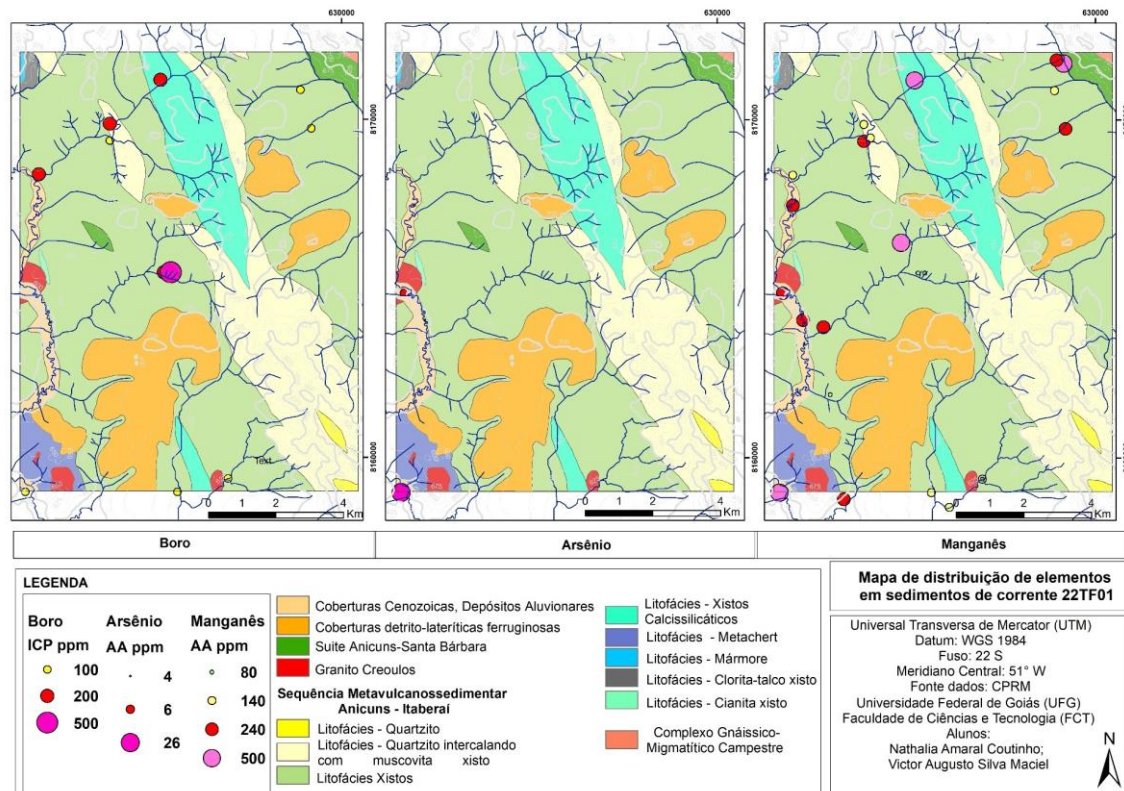 630000
630000
630000
8170000
8170000
8160000
8160000
Text
0 1 2 4
Km
0 1 2 4
Km
0 1 2 4
Km
Boro
Arsênio
Manganês
LEGENDA
Boro
ICP ppm
100
200
500
Arsênio
AA ppm
4
6
26
Manganês
AA ppm
80
140
240
500
Coberturas Cenozoicas, Depósitos Aluvionares
Coberturas detrito-lateríticas ferruginosas
Suite Anicuns-Santa Bárbara
Granito Creoulos
Sequência Metavulcanossedimentar
Anicuns - Itaberaí
Litofácies - Quartzito
Litofácies - Quartzito intercalando
com muscovita xisto
Litofácies Xistos
Litofácies - Xistos
Calcissilicáticos
Litofácies - Metachert
Litofácies - Mármore
Litofácies - Clorita-talco xisto
Litofácies - Cianita xisto
Complexo Gnáissico-
Migmatítico Campestre
Mapa de distribuição de elementos
em sedimentos de corrente 22TF01
Universal Transversa de Mercator (UTM)
Datum: WGS 1984
Fuso: 22 S
Meridiano Central: 51° W
Fonte dados: CPRM
Universidade Federal de Goiás (UFG)
Faculdade de Ciências e Tecnologia (FCT)
Alunos:
Nathalia Amaral Coutinho;
Victor Augusto Silva Maciel
N